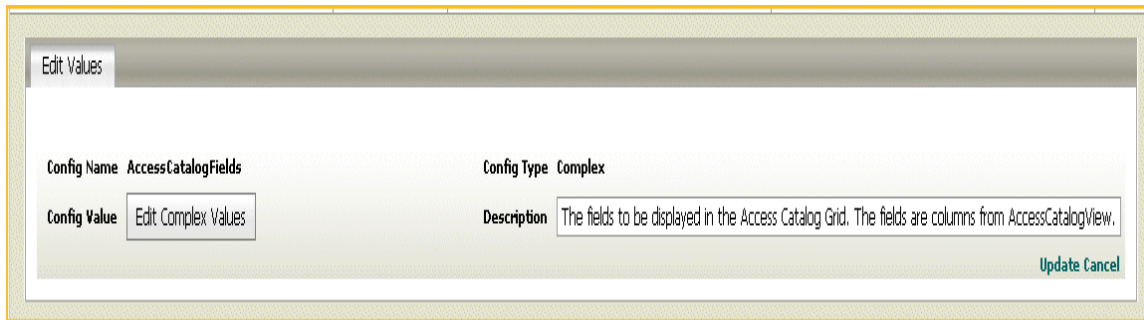 Edit Values
Config Name AccessCatalogFields Config Type Complex
Config Value Edit Complex Values Description The fields to be displayed in the Access Catalog Grid. The fields are columns from AccessCatalogView.
Update Cancel